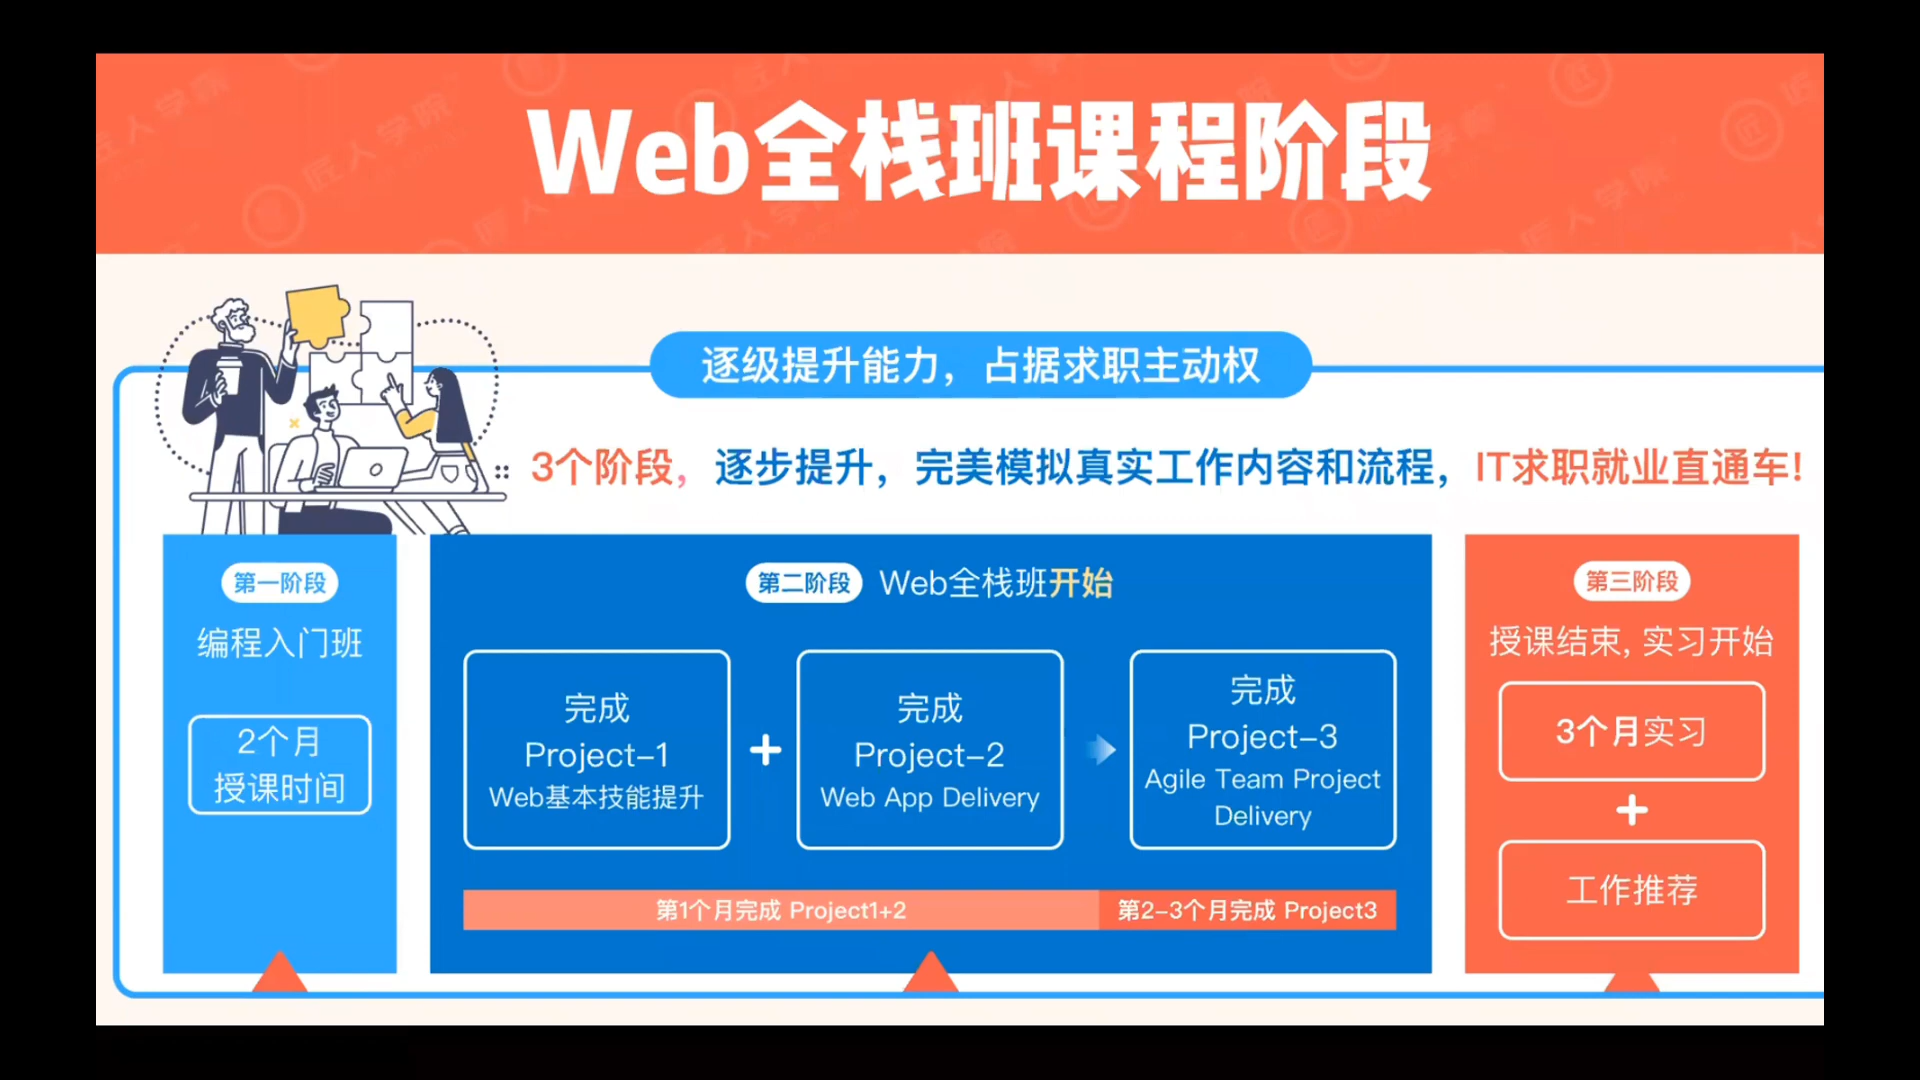 Web全栈班课程阶段
逐级提升能力，占据求职主动权
3个阶段，逐步提升，完美模拟真实工作内容和流程，IT求职就业直通车!
第一阶段
编程入门班
2个月
授课时间
第二阶段 Web全栈班开始
完成
Project-1
Web基本技能提升
+
完成
Project-2
Web App Delivery
完成
Project-3
Agile Team Project
Delivery
第1个月完成 Project1+2
第2-3个月完成 Project3
第三阶段
授课结束, 实习开始
3个月实习
+
工作推荐
匠人学院